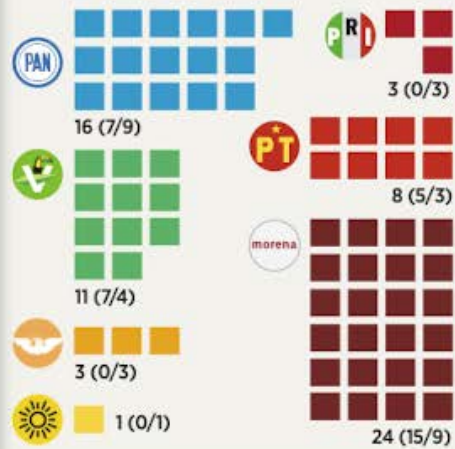 PAN
16 (7/9)
V
11 (7/4)
3 (0/3)
1 (0/1)
PRI
3 (0/3)
PT
8 (5/3)
morena
24 (15/9)